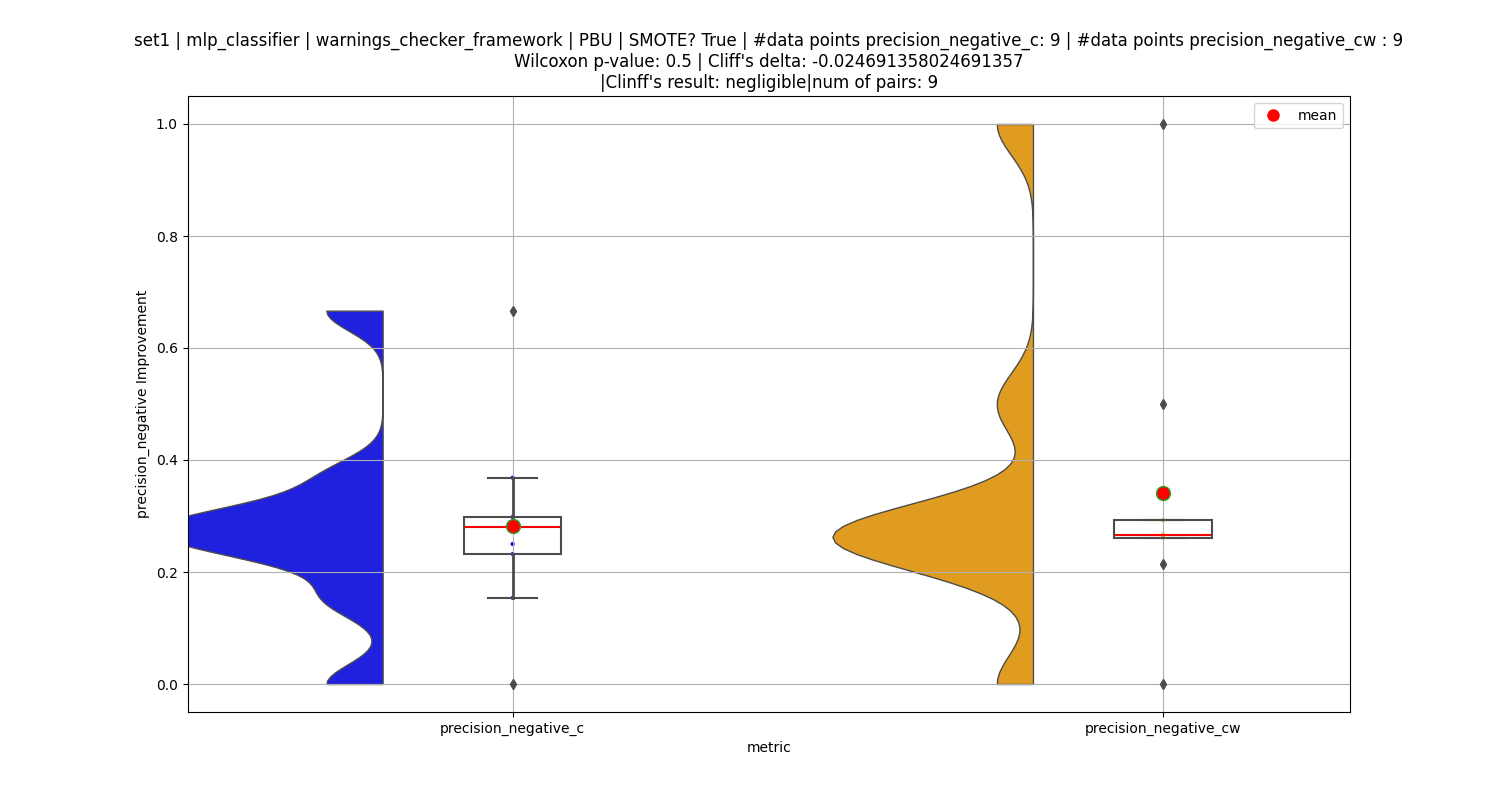 set1 | mlp_classifier | warnings_checker_framework | PBU | SMOTE? True | #data points precision_negative_c: 9 | #data points precision_negative_cw : 9
Wilcoxon p-value: 0.5 | Cliff's delta: -0.024691358024691357
|Clinff's result: negligible|num of pairs: 9
mean
1.0
0.8
0.6
0.4
0.2
0.0
precision_negative Improvement
precision_negative_c
precision_negative_cw
metric